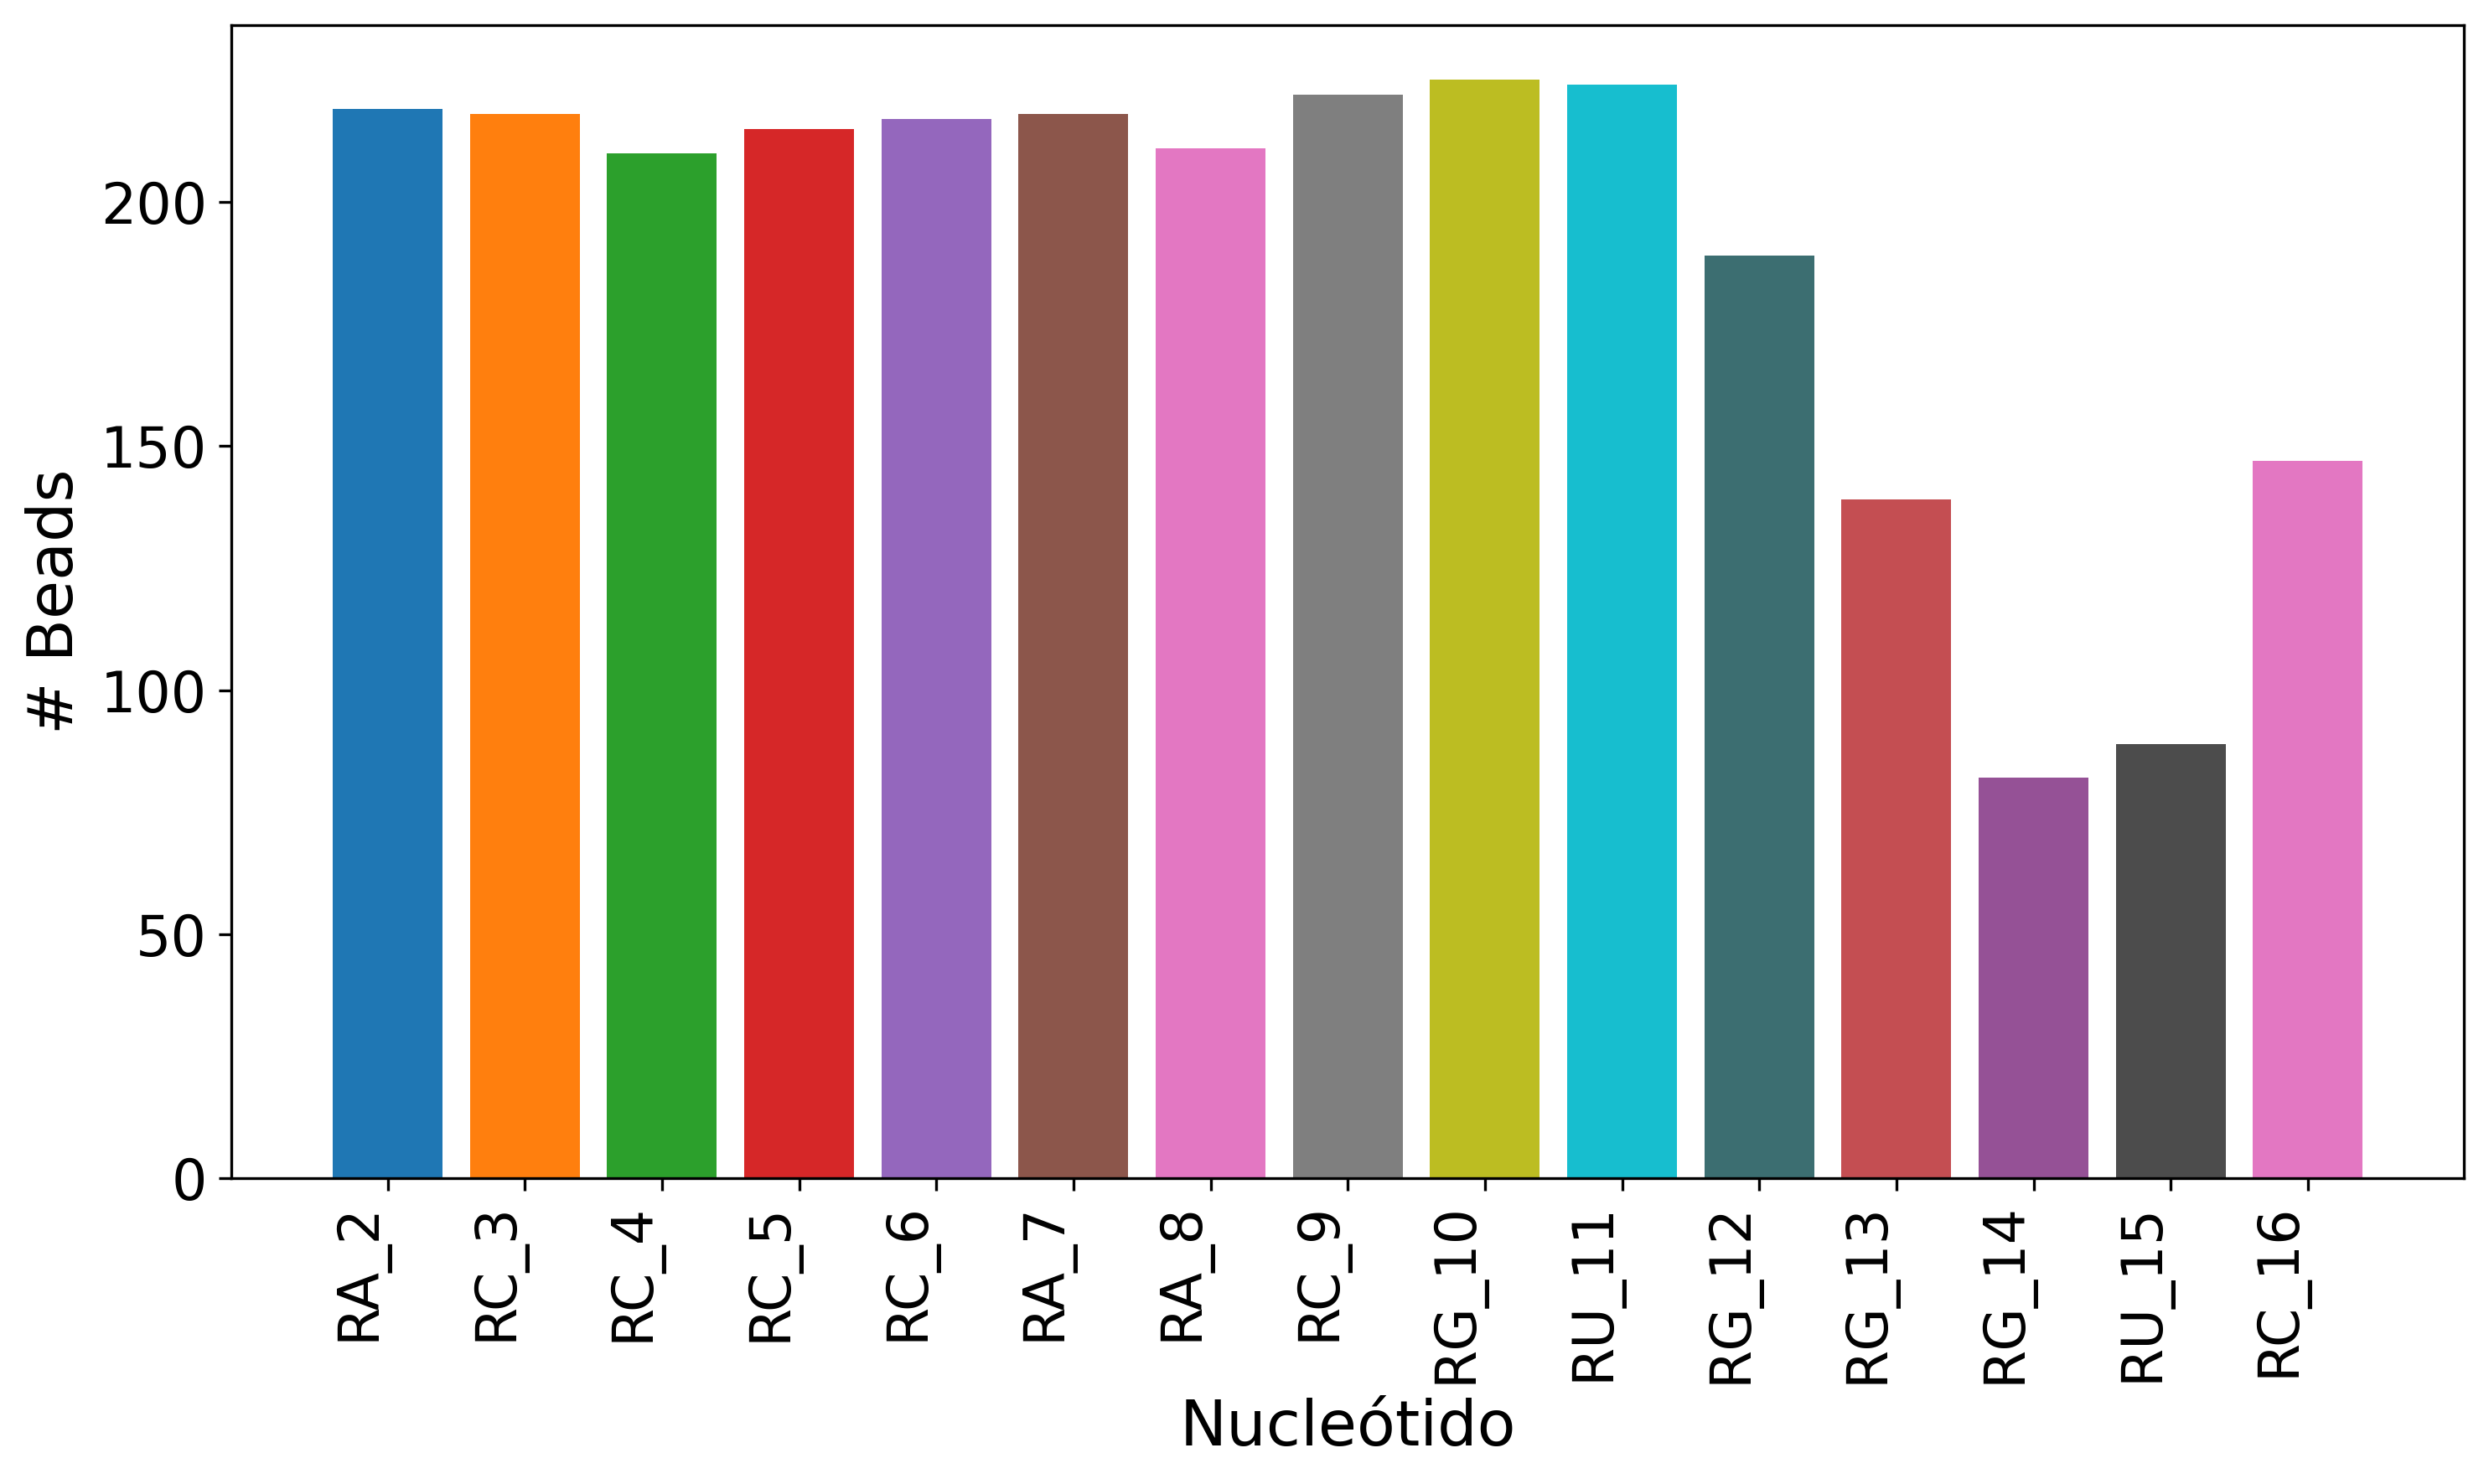 # Beads
200
150
100
50
0
RA_2
RC_3
RC_4
RC_5
RC_6
RA_7
RA_8
RC_9
RG_10
RU_11
RG_12
RG_13
RG_14
RU_15
RC_16
Nucleótido